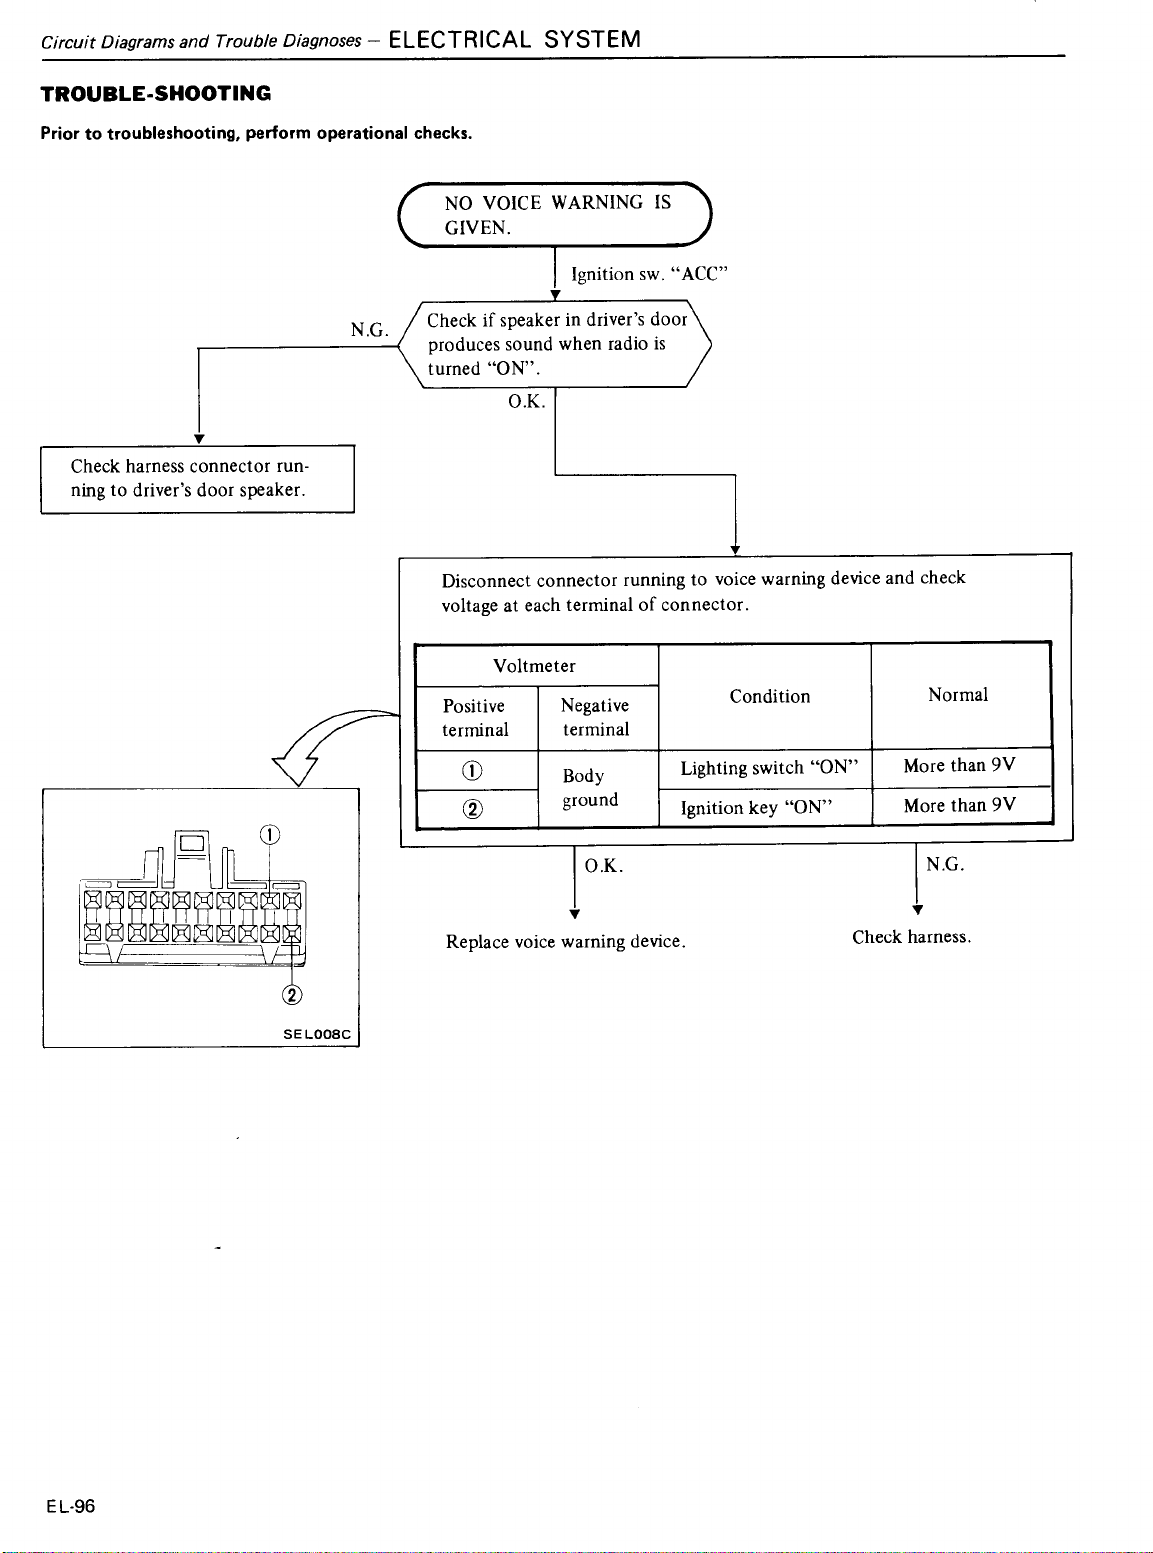 Circuit Diagrams and Trouble Diagnoses — ELECTRICAL SYSTEM
TROUBLE-SHOOTING
Prior to troubleshooting, perform operational checks.
NO VOICE WARNING IS
GIVEN.
Ignition sw. “ACC”
N.G.
Check if speaker in driver’s door
produces sound when radio is
turned “ON”.
O.K.
Check harness connector run-
ning to driver’s door speaker.
Disconnect connector running to voice warning device and check
voltage at each terminal of connector.
Voltmeter
Condition
Normal
Positive
terminal
Negative
terminal
①
Body
ground
Lighting switch “ON”
More than 9V
②
Ignition key “ON”
More than 9V
①
②
SEL008C
O.K.
N.G.
Replace voice warning device.
Check harness.
EL-96